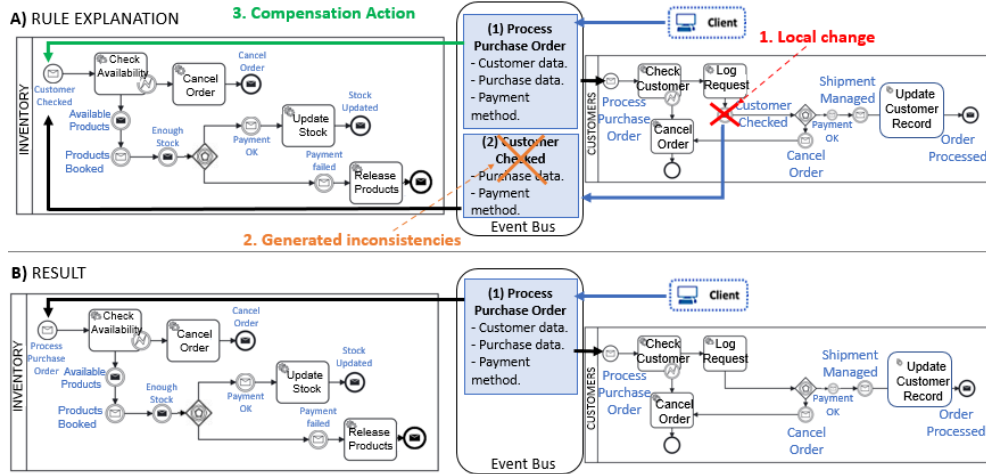 A) RULE EXPLANATION
3. Compensation Action
Client
1. Local change
INVENTORY
Customer
Checked
Check
Availability
Cancel
Order
Cancel
Order
Available
Products
Products
Booked
Enough
Stock
Payment
OK
Update
Stock
Stock
Updated
Payment
failed
Release
Products
(1) Process
Purchase Order
- Customer data.
- Purchase data.
- Payment
method.
(2) Customer
Checked
- Purchase data.
- Payment
method.
Event Bus
2. Generated inconsistencies
CUSTOMERS
Process
Purchase
Order
Check
Customer
Log
Request
Cancel
Order
Customer
Checked
Payment
OK
Cancel
Order
Shipment
Managed
Update
Customer
Record
Order
Processed
B) RESULT
Client
INVENTORY
Process
Purchase
Order
Check
Availability
Cancel
Order
Cancel
Order
Available
Products
Products
Booked
Enough
Stock
Payment
OK
Update
Stock
Stock
Updated
Payment
failed
Release
Products
(1) Process
Purchase Order
- Customer data.
- Purchase data.
- Payment
method.
Event Bus
CUSTOMERS
Process
Purchase
Order
Check
Customer
Log
Request
Cancel
Order
Payment
OK
Cancel
Order
Shipment
Managed
Update
Customer
Record
Order
Processed